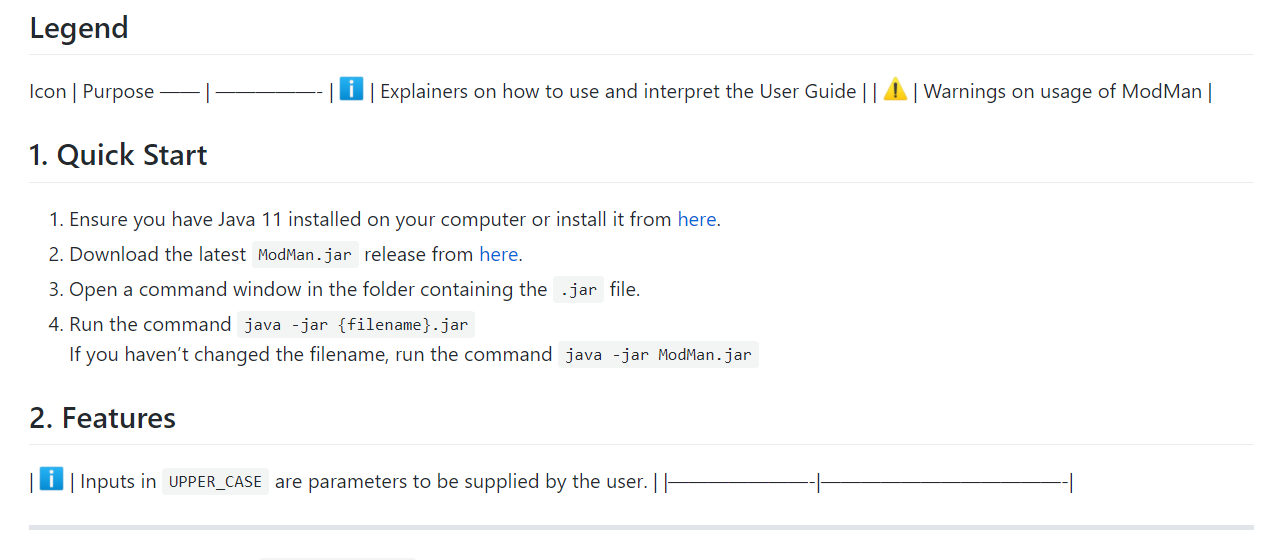 Legend
Icon | Purpose —— | ——————- | ℹ️ | Explainers on how to use and interpret the User Guide | | ⚠️ | Warnings on usage of ModMan |
1. Quick Start
1. Ensure you have Java 11 installed on your computer or install it from here.
2. Download the latest ModMan.jar release from here.
3. Open a command window in the folder containing the .jar file.
4. Run the command java -jar {filename}.jar
If you haven’t changed the filename, run the command java -jar ModMan.jar
2. Features
| ℹ️ | Inputs in UPPER_CASE are parameters to be supplied by the user. | |———————-|————————————-|